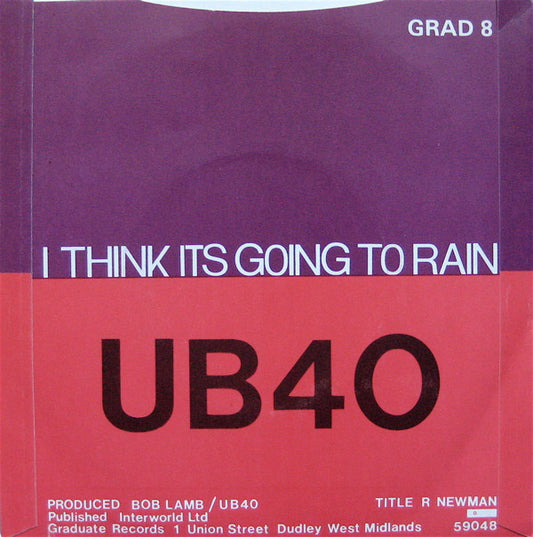 GRAD 8
I THINK ITS GOING TO RAIN
UB40
PRODUCED BOB LAMB / UB40 TITLE R NEWMAN
Published Interworld Ltd
Graduate Records 1 Union Street Dudley West Midlands 59048